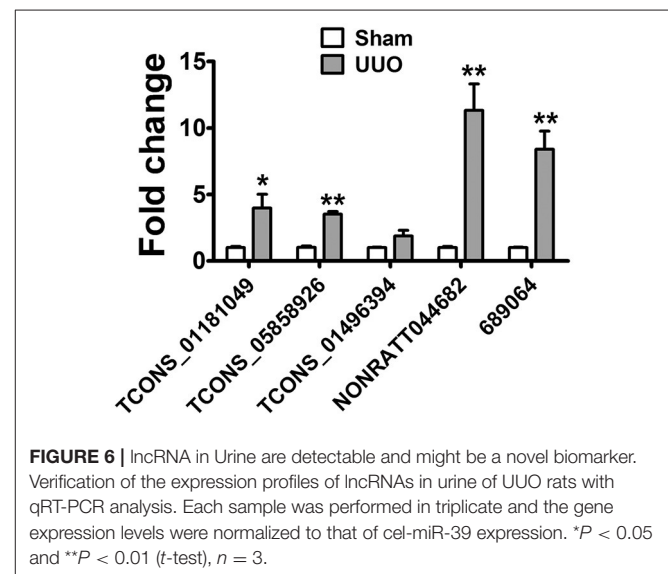 Sham
UUO
Fold change
15
10
5
0
*
**
**
**
TCONS_01181049
TCONS_05858926
TCONS_01496394
NONRATT044682
689064
FIGURE 6 | lncRNA in Urine are detectable and might be a novel biomarker.
Verification of the expression profiles of lncRNAs in urine of UUO rats with
qRT-PCR analysis. Each sample was performed in triplicate and the gene
expression levels were normalized to that of cel-miR-39 expression. *P < 0.05
and **P < 0.01 (t-test), n = 3.